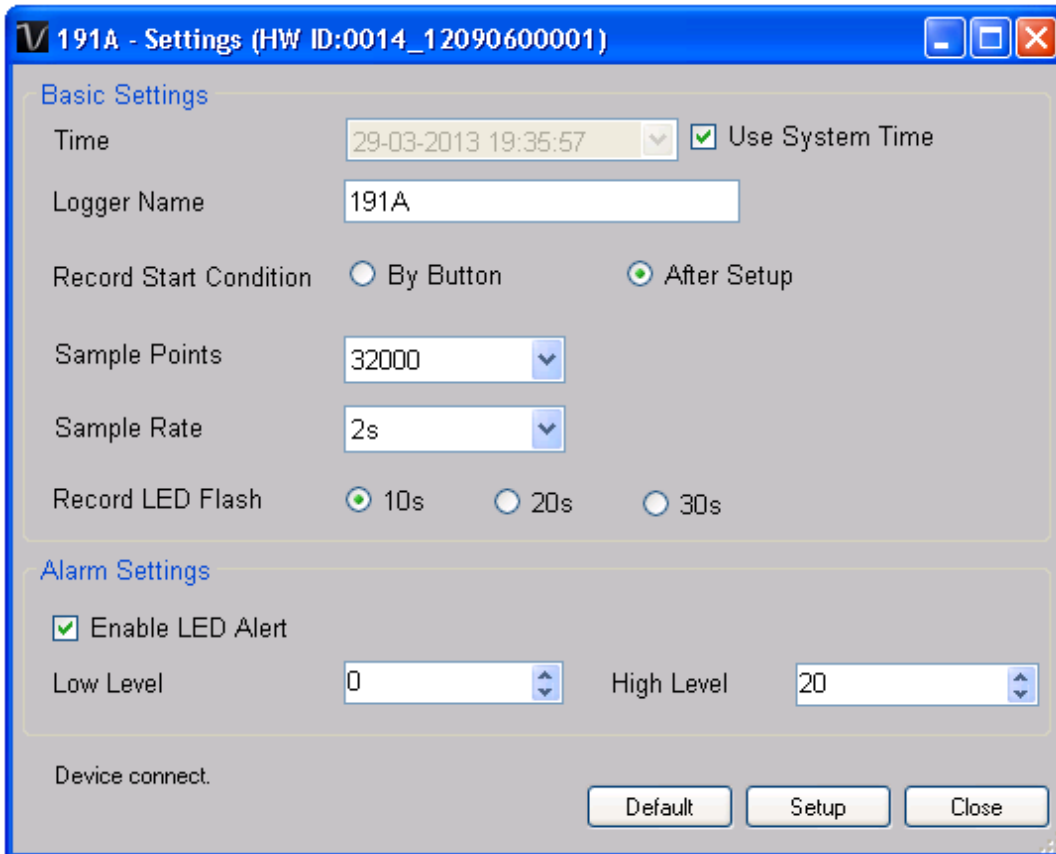 191A - Settings (HW ID:0014_12090600001)
Basic Settings
Time 29-03-2013 19:35:57 Use System Time
Logger Name 191A
Record Start Condition By Button After Setup
Sample Points 32000
Sample Rate 2s
Record LED Flash 10s 20s 30s
Alarm Settings
Enable LED Alert
Low Level 0 High Level 20
Device connect.
Default Setup Close